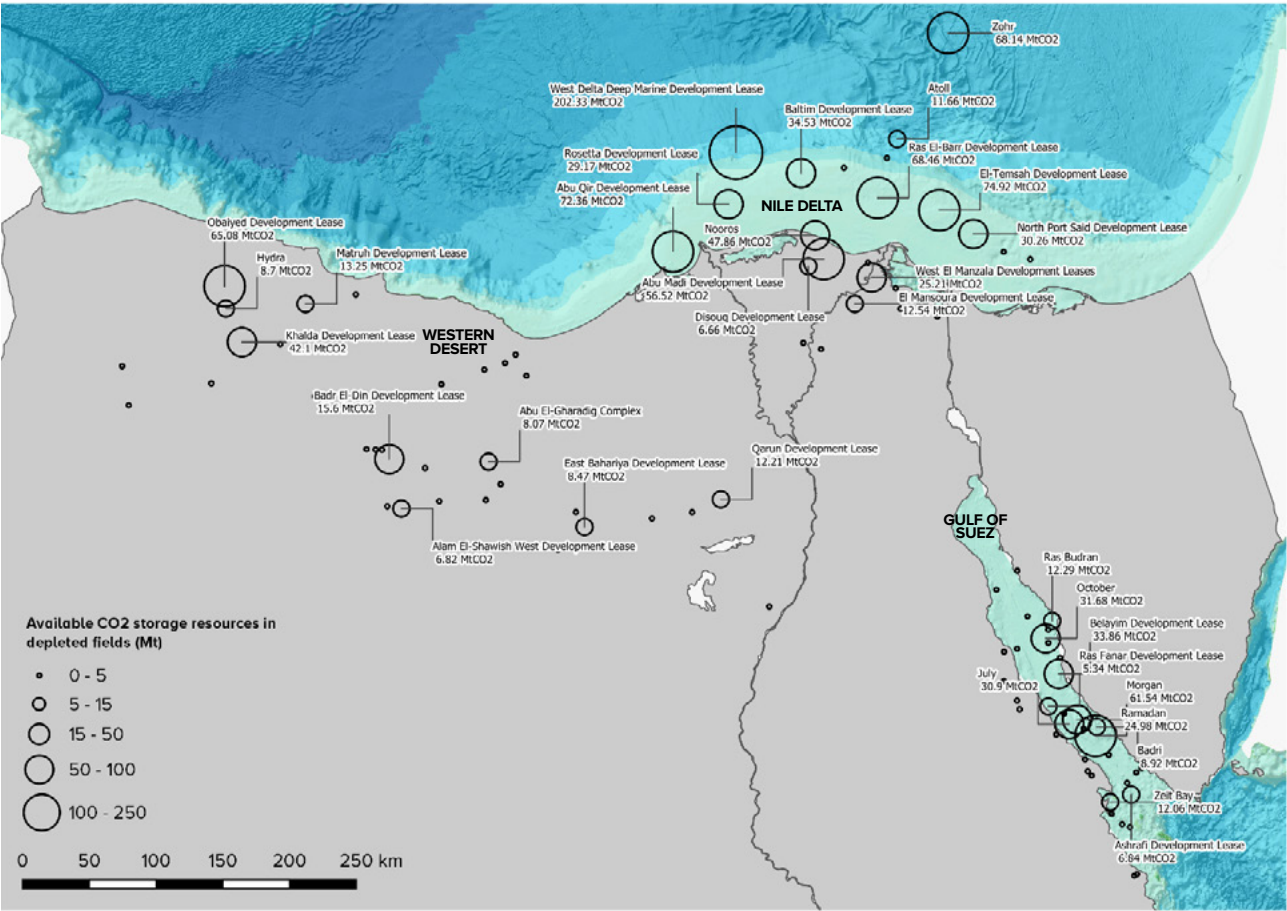 Zohr
68.14 MtCO2
West Delta Deep Marine Development Lease
202.33 MtCO2
Atoll
11.66 MtCO2
Baltim Development Lease
34.53 MtCO2
Rosetta Development Lease
29.17 MtCO2
Ras El-Barr Development Lease
68.46 MtCO2
El-Temsah Development Lease
74.92 MtCO2
Abu Qir Development Lease
72.36 MtCO2
NILE DELTA
Obaiyed Development Lease
65.08 MtCO2
Nooros
47.86 MtCO2
North Port Said Development Lease
30.26 MtCO2
Hydra
8.7 MtCO2
Matruh Development Lease
13.25 MtCO2
West El Manzala Development Leases
25.21 MtCO2
Abu Madi Development Lease
56.52 MtCO2
El Mansoura Development Lease
12.54 MtCO2
Disouq Development Lease
6.66 MtCO2
Khalda Development Lease
42.1 MtCO2
WESTERN
DESERT
Badr El-Din Development Lease
15.6 MtCO2
Abu El-Gharadig Complex
8.07 MtCO2
Qarun Development Lease
12.21 MtCO2
East Bahariya Development Lease
8.47 MtCO2
GULF OF
SUEZ
Alam El-Shawish West Development Lease
6.82 MtCO2
Ras Budran
12.29 MtCO2
October
31.68 MtCO2
Belayim Development Lease
33.86 MtCO2
Ras Fanar Development Lease
5.34 MtCO2
July
30.9 MtCO2
Morgan
61.54 MtCO2
Ramadan
24.98 MtCO2
Badri
8.92 MtCO2
Zeit Bay
12.06 MtCO2
Ashrafi Development Lease
6.84 MtCO2
Available CO2 storage resources in
depleted fields (Mt)
0 - 5
5 - 15
15 - 50
50 - 100
100 - 250
0 50 100 150 200 250 km